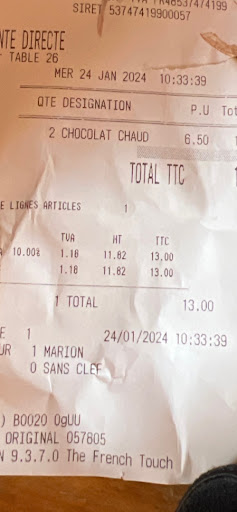 SIRET 53747419900057
NTE DIRECTE
TABLE 26
MER 24 JAN 2024 10:33:39
QTE DESIGNATION P.U Tot
2 CHOCOLAT CHAUD 6.50 1
TOTAL TTC 1
E LIGNES ARTICLES 1
TVA HT TTC
10.00% 1.18 11.82 13.00
1.18 11.82 13.00
1 TOTAL 13.00
E 1 24/01/2024 10:33:39
UR 1 MARION
0 SANS CLEF
) B0020 OgUU
ORIGINAL 057805
N 9.3.7.0 The French Touch